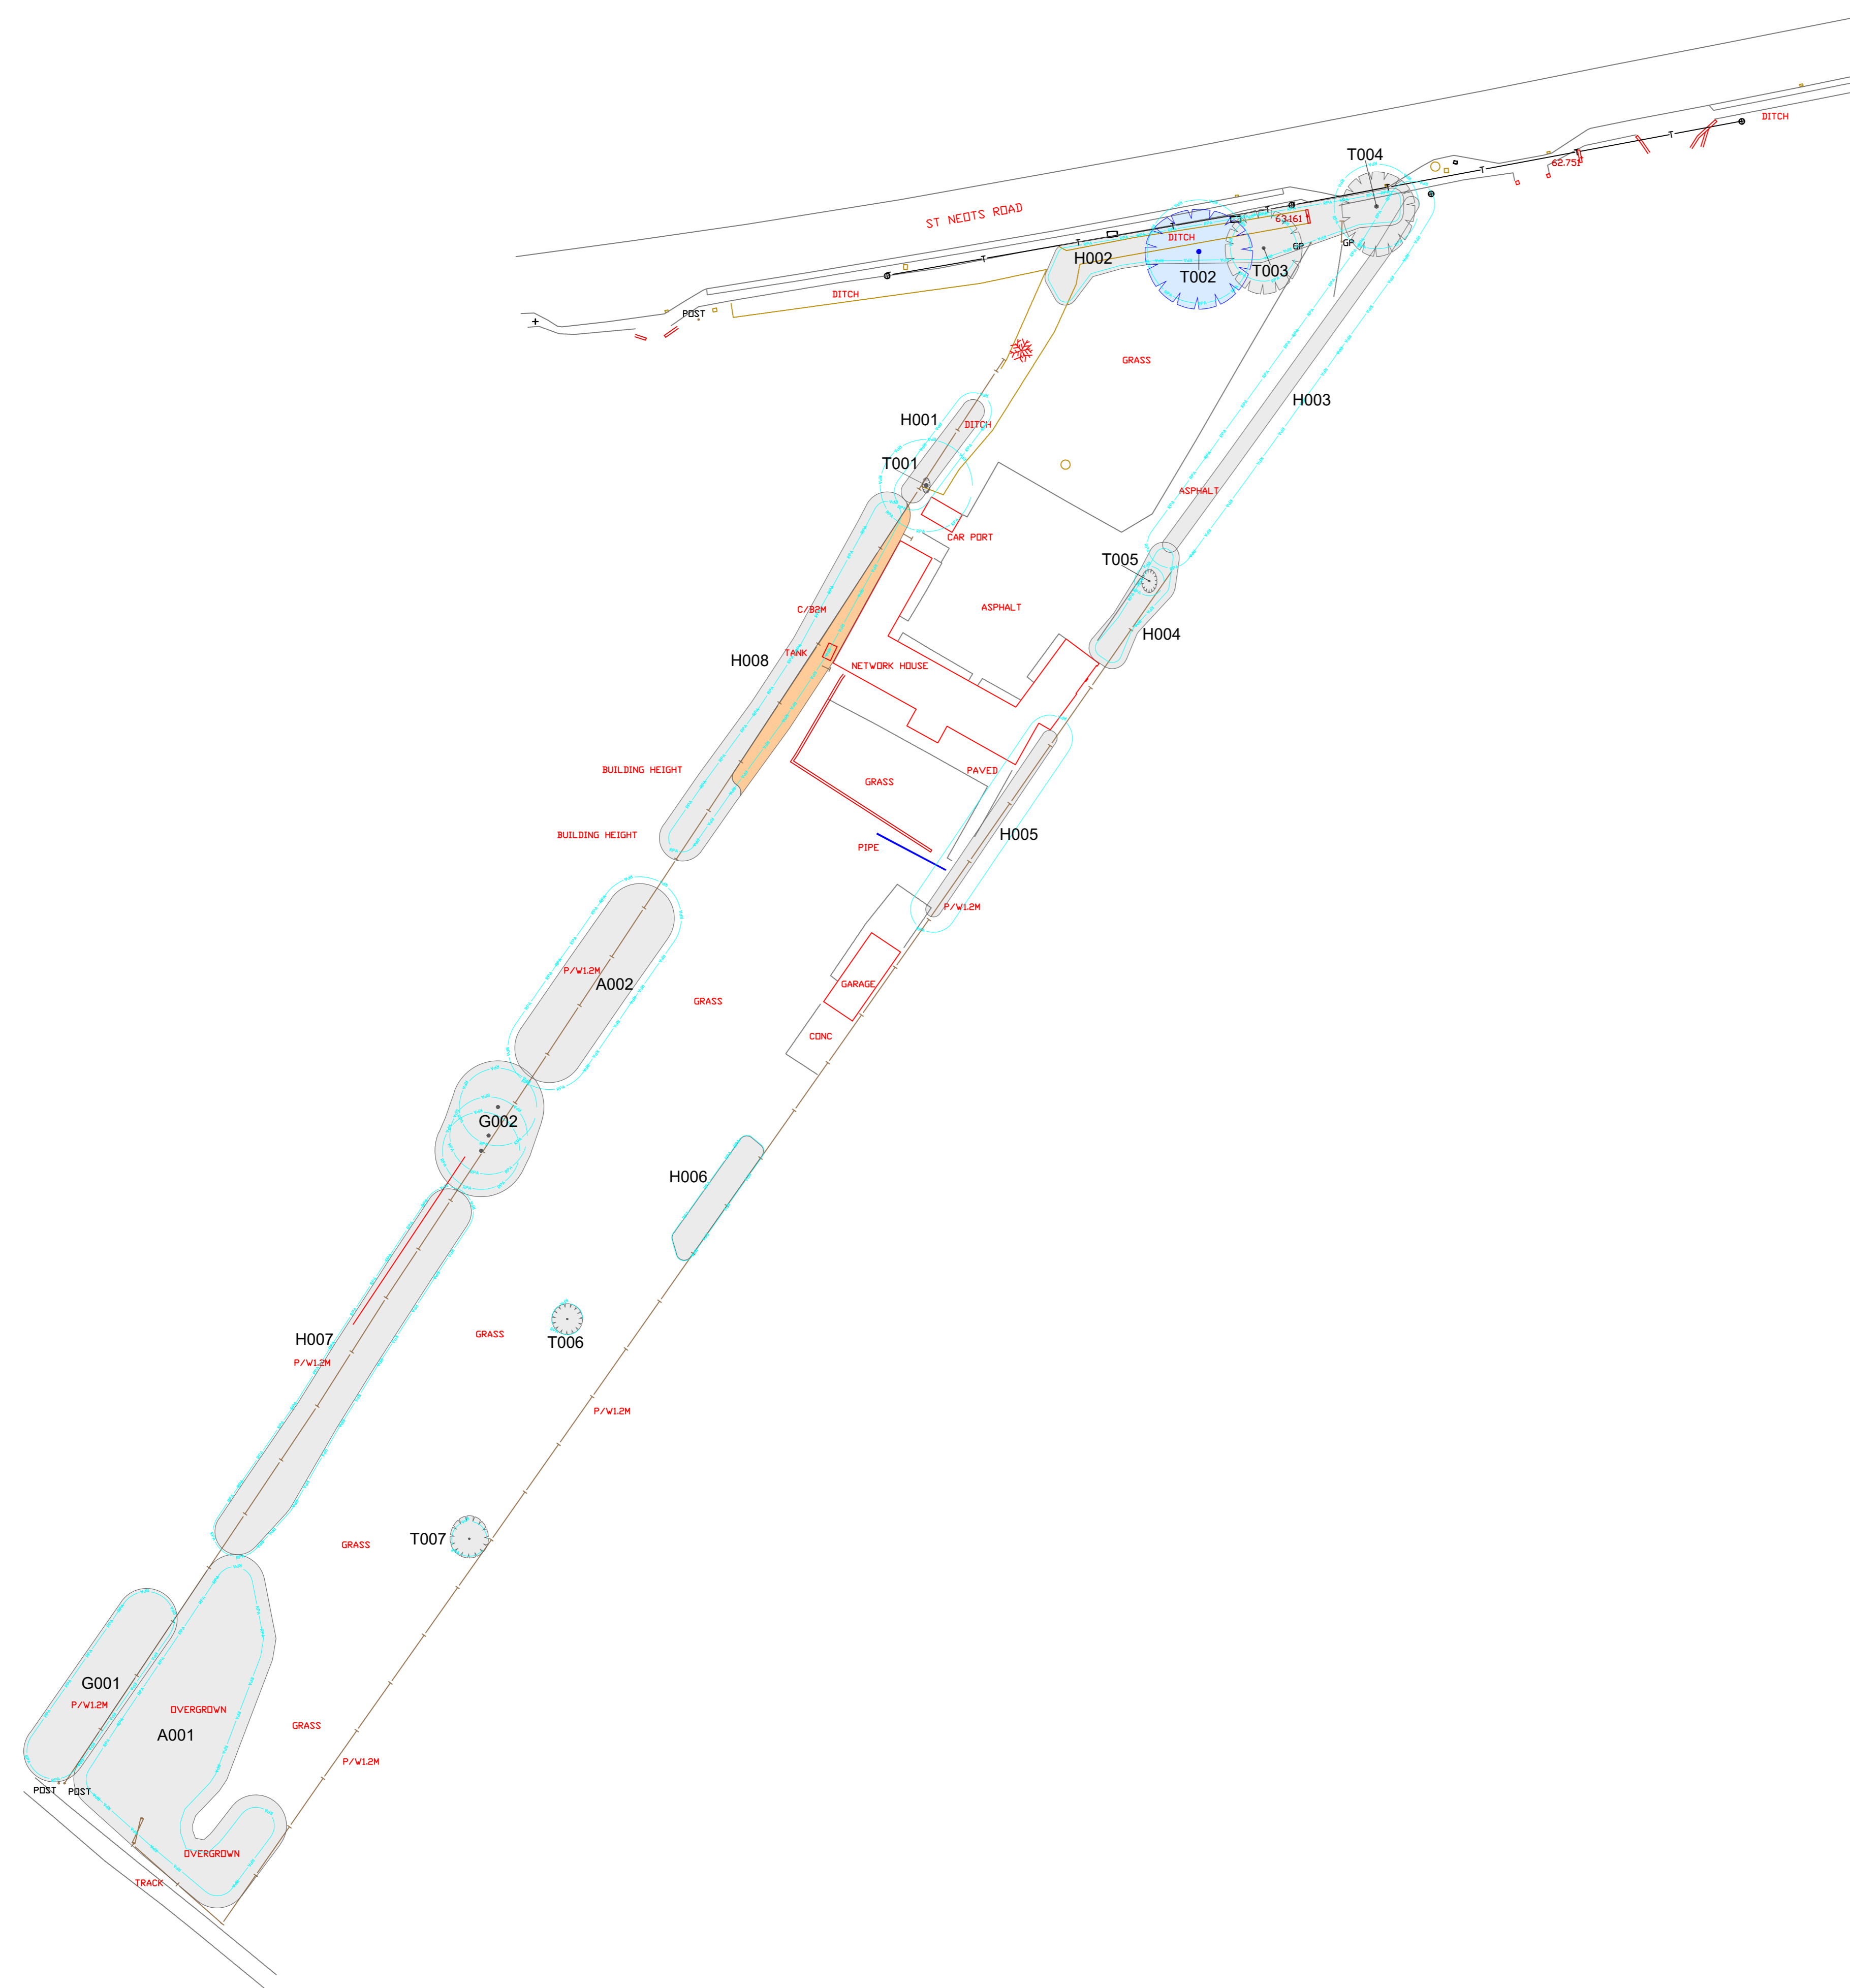 DITCH
T004
62.751
ST NEOTS ROAD
63.161
DITCH
GP
GP
H002
T003
T002
DITCH
POST
GRASS
H003
H001
DITCH
T001
ASPHALT
CAR PORT
T005
C/B2M
ASPHALT
H004
TANK
H008
NETWORK HOUSE
BUILDING HEIGHT
PAVED
GRASS
BUILDING HEIGHT
H005
PIPE
P/W1.2M
P/W1.2M
A002
GARAGE
GRASS
CONC
G002
H006
H007
GRASS
T006
P/W1.2M
P/W1.2M
T007
GRASS
G001
P/W1.2M
OVERGROWN
A001
GRASS
P/W1.2M
POST
POST
OVERGROWN
TRACK